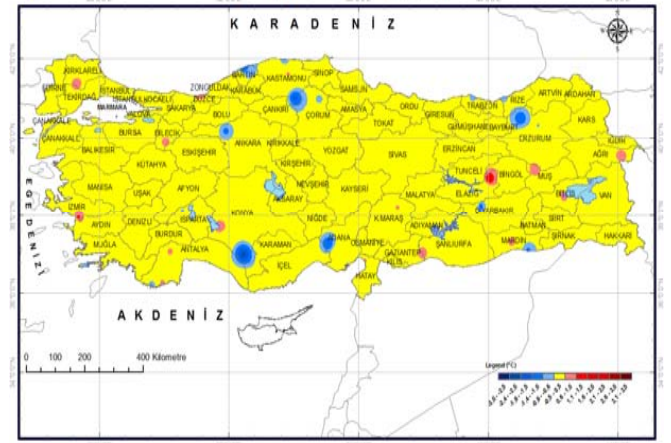 K A R A D E N İ Z
KIRKLARELİ
EDİRNE
TEKİRDAĞ
İSTANBUL
İSTANBUL KOCAELİ
MARMARA
YALOVA
SAKARYA
ZONGULDAK
DÜZCE
BARTIN
KARABÜK
KASTAMONU
SİNOP
SAMSUN
ÇANKIRI
ÇORUM
AMASYA
ORDU
GİRESUN
TRABZON
RİZE
ARTVİN
ARDAHAN
KARS
GÜMÜŞHANE
BAYBURT
ERZURUM
IĞDIR
AĞRI
ÇANAKKALE
ÇANAKKALE
BALIKESİR
BURSA
BİLECİK
BOLU
ESKİŞEHİR
ANKARA
KIRIKKALE
YOZGAT
TOKAT
SİVAS
ERZİNCAN
TUNCELİ
BİNGÖL
MUŞ
KÜTAHYA
KIRŞEHİR
MANİSA
UŞAK
AFYON
AKSARAY
NEVŞEHİR
KAYSERİ
MALATYA
ELAZIĞ
DİYARBAKIR
BİTLİS
VAN
İZMİR
AYDIN
DENİZLİ
ISPARTA
KONYA
NİĞDE
K.MARAŞ
ADIYAMAN
BATMAN
SİİRT
MUĞLA
BURDUR
ANTALYA
KARAMAN
İÇEL
ADANA
OSMANİYE
GAZİANTEP
KİLİS
ŞANLIURFA
MARDİN
ŞIRNAK
HAKKARİ
HATAY
E G E D E N İ Z İ
A K D E N İ Z
0 100 200 400 Kilometre
Legend (°C)